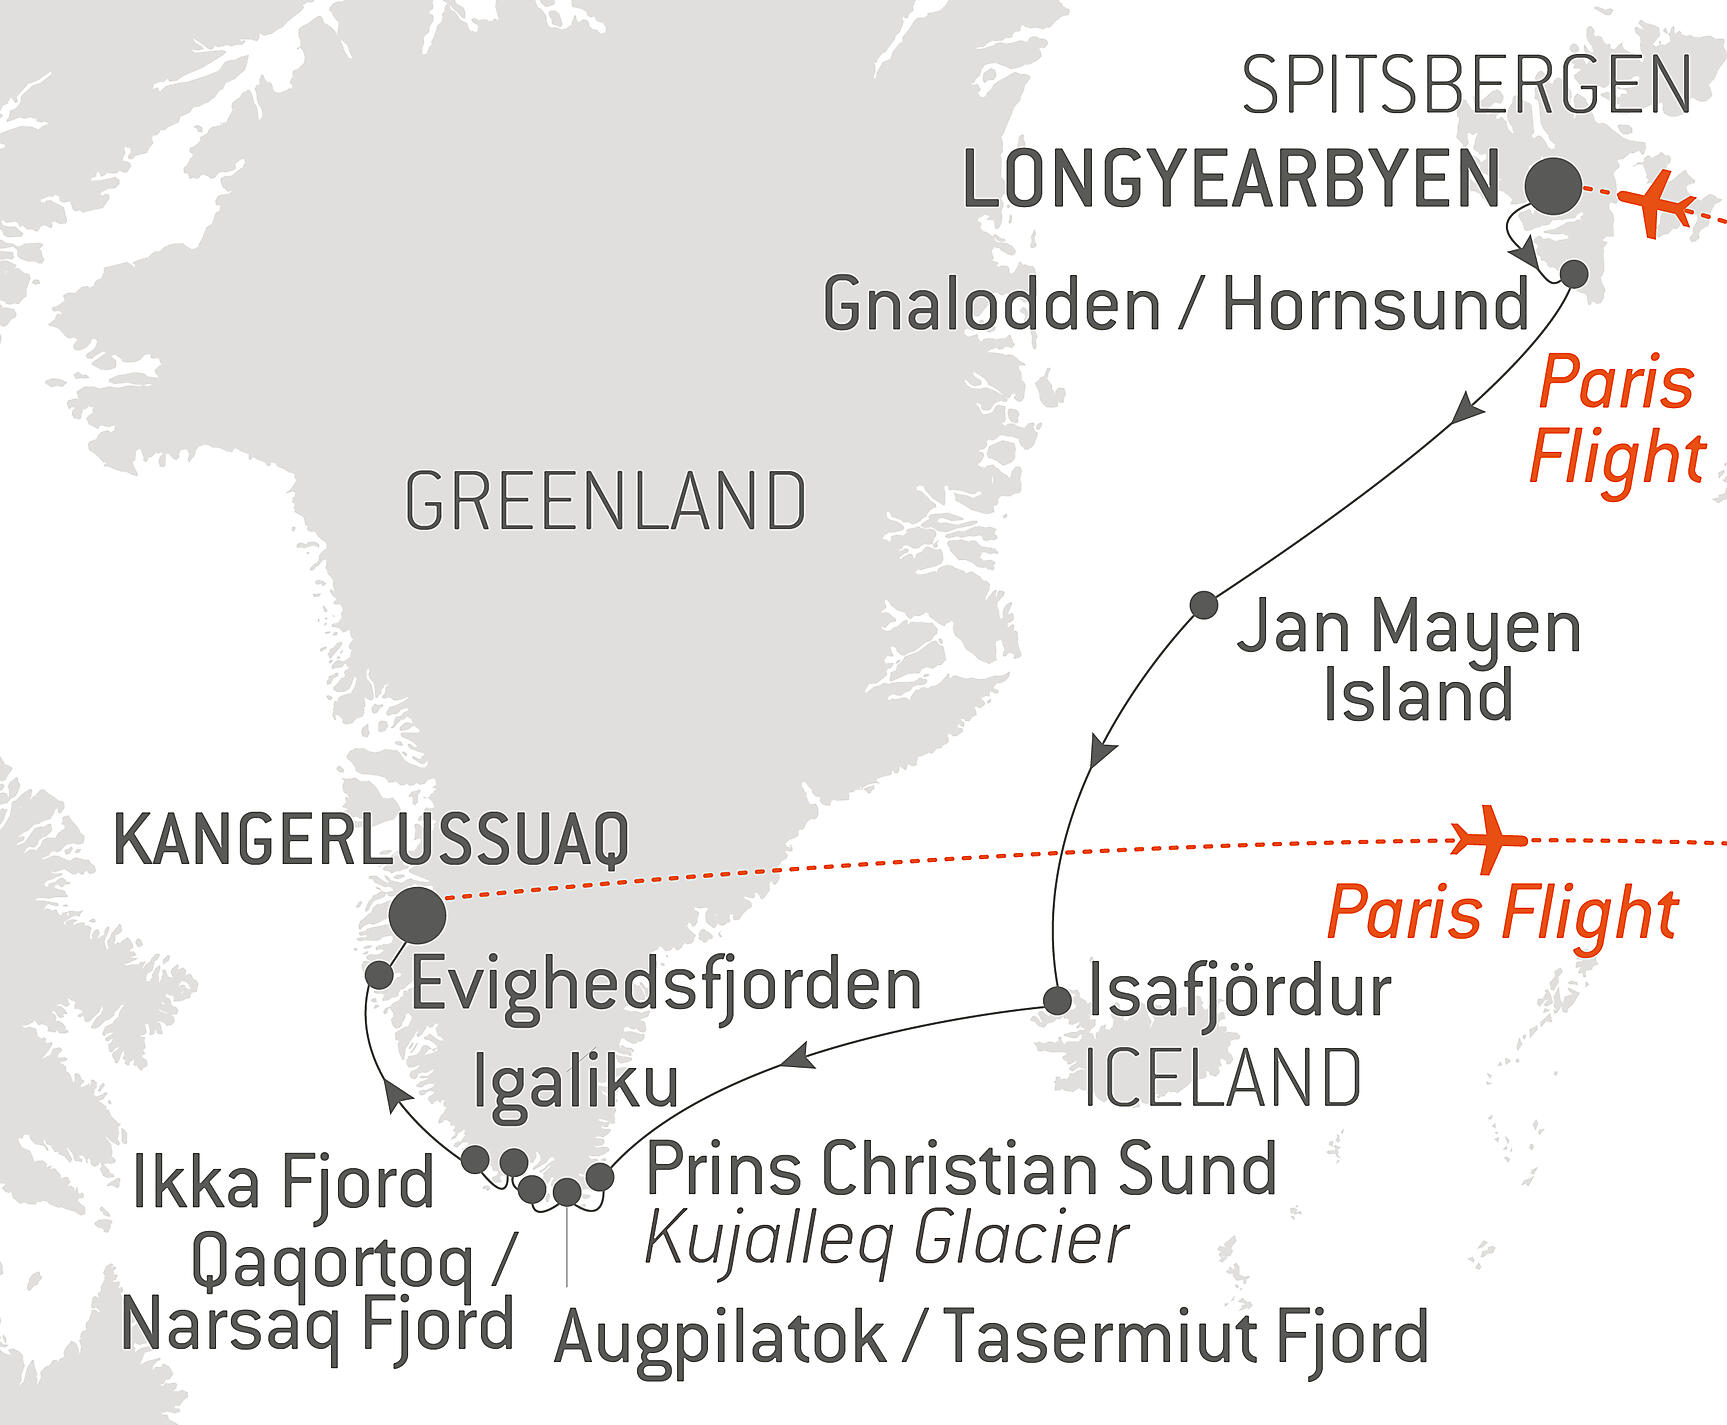 SPITSBERGEN
LONGYEARBYEN
Gnalodden / Hornsund
Paris
Flight
GREENLAND
Jan Mayen
Island
KANGERLUSSUAQ
Paris Flight
Evighedsfjorden
Isafjördur
ICELAND
Igaliku
Ikka Fjord
Prins Christian Sund
Kujalleq Glacier
Qaqortoq /
Narsaq Fjord
Augpilatok / Tasermiut Fjord